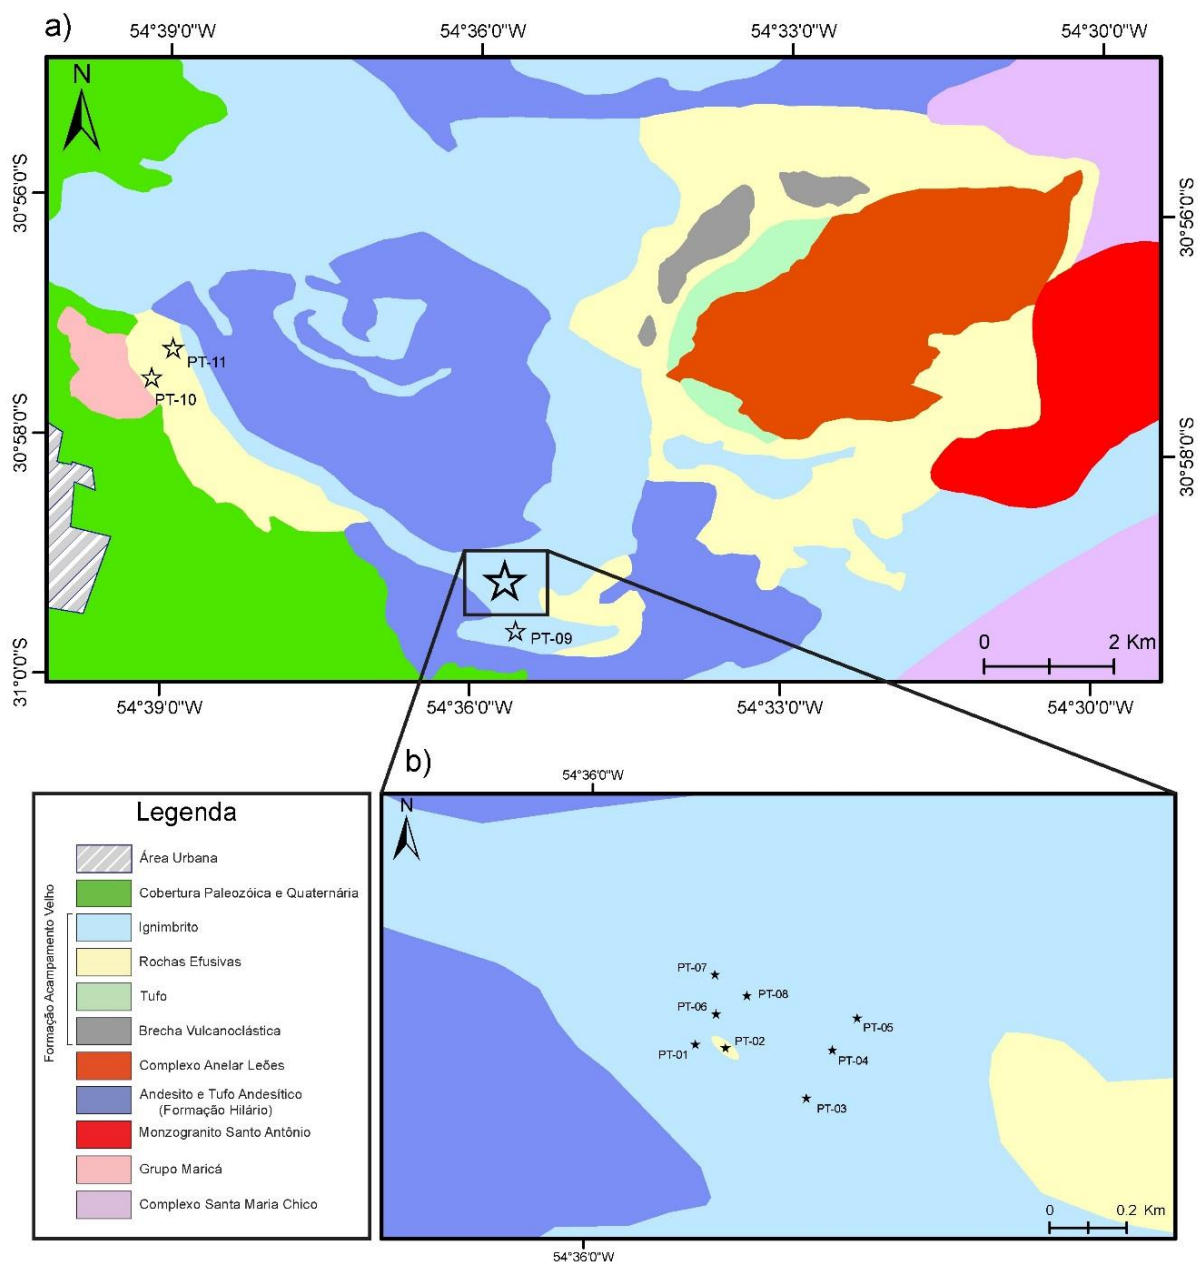 a)
54°39'0"W
54°36'0"W
54°33'0"W
54°30'0"W
N
30°56'0"S
30°56'0"S
PT-11
PT-10
30°58'0"S
30°58'0"S
PT-09
0 2 Km
31°0'0"S
54°39'0"W
54°36'0"W
54°33'0"W
54°30'0"W
b)
54°36'0"W
N
PT-07
PT-08
PT-06
PT-05
PT-01
PT-02
PT-04
PT-03
0 0.2 Km
54°36'0"W
Legenda
Área Urbana
Cobertura Paleozóica e Quaternária
Formação Acampamento Velho
Ignimbrito
Rochas Efusivas
Tufo
Brecha Vulcanoclástica
Complexo Anelar Leões
Andesito e Tufo Andesítico
(Formação Hilário)
Monzogranito Santo Antônio
Grupo Maricá
Complexo Santa Maria Chico